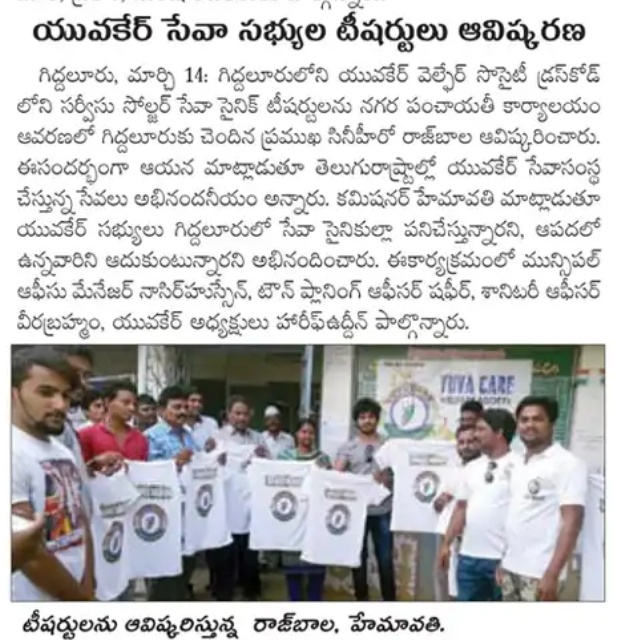 యువకేర్ సేవా సభ్యుల టీషర్టులు ఆవిష్కరణ
గిద్దలూరు, మార్చి 14: గిద్దలూరులోని యువకేర్ వెల్ఫేర్ సొసైటీ డ్రస్‌కోడ్
లోని సర్వీసు సోల్జర్ సేవా సైనిక్ టీషర్టులను నగర పంచాయతీ కార్యాలయం
ఆవరణలో గిద్దలూరుకు చెందిన ప్రముఖ సినీహీరో రాజ్‌బాల ఆవిష్కరించారు.
ఈసందర్భంగా ఆయన మాట్లాడుతూ తెలుగురాష్ట్రాల్లో యువకేర్ సేవాసంస్థ
చేస్తున్న సేవలు అభినందనీయం అన్నారు. కమిషనర్ హేమావతి మాట్లాడుతూ
యువకేర్ సభ్యులు గిద్దలూరులో సేవా సైనికుల్లా పనిచేస్తున్నారని, ఆపదలో
ఉన్నవారిని ఆదుకుంటున్నారని అభినందించారు. ఈకార్యక్రమంలో మున్సిపల్
ఆఫీసు మేనేజర్ నాసిర్‌హుస్సేన్, టౌన్ ప్లానింగ్ ఆఫీసర్ షఫీర్, శానిటరీ ఆఫీసర్
వీరబ్రహ్మం, యువకేర్ అధ్యక్షులు హారీఫ్‌ఉద్దీన్ పాల్గొన్నారు.
YUVA CARE
WELFARE SOCIETY
టీషర్టులను ఆవిష్కరిస్తున్న రాజ్‌బాల, హేమావతి.